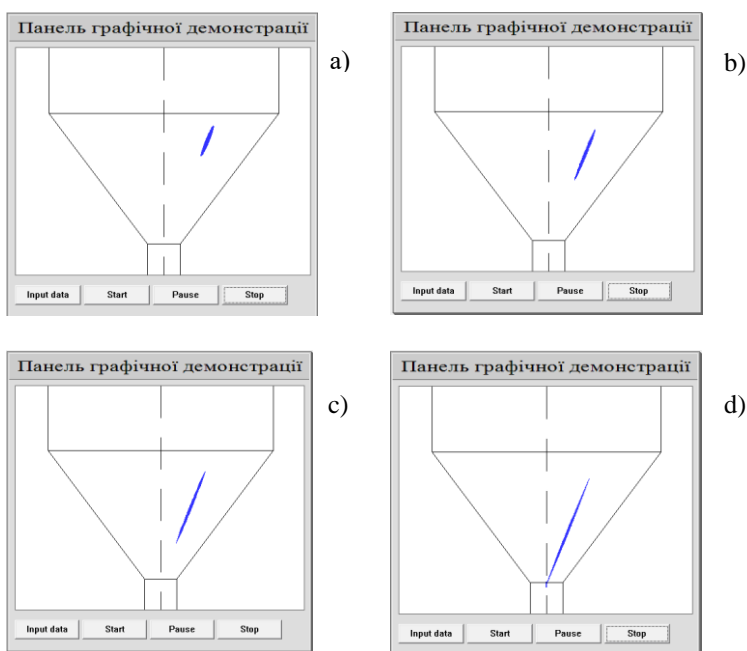 Панель графічної демонстрації
a)
Input data Start Pause Stop
Панель графічної демонстрації
b)
Input data Start Pause Stop
Панель графічної демонстрації
c)
Input data Start Pause Stop
Панель графічної демонстрації
d)
Input data Start Pause Stop